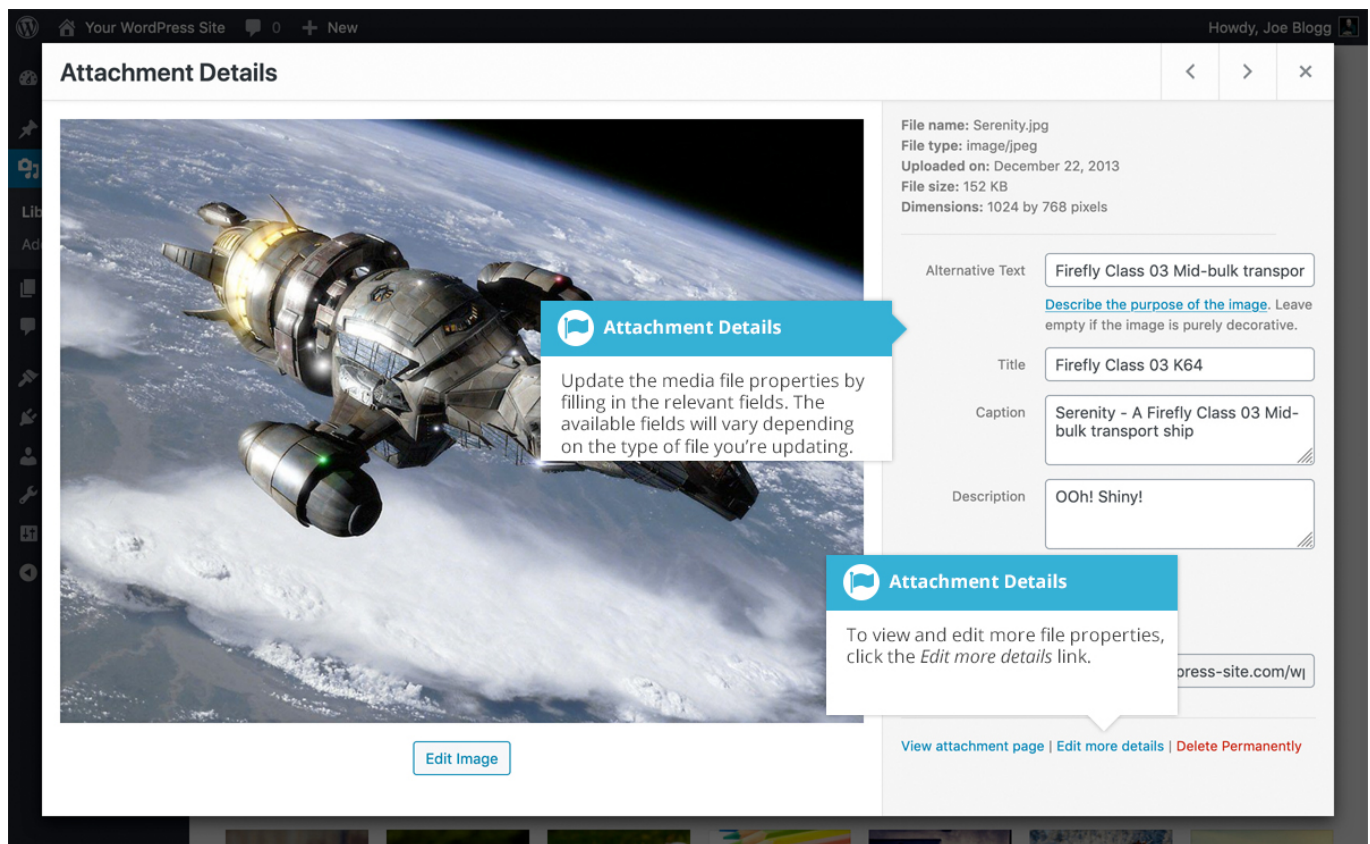 Your WordPress Site 0 New Howdy, Joe Blogg
Attachment Details
File name: Serenity.jpg
File type: image/jpeg
Uploaded on: December 22, 2013
File size: 152 KB
Dimensions: 1024 by 768 pixels
Lib
Alternative Text Firefly Class 03 Mid-bulk transpor
Describe the purpose of the image. Leave
empty if the image is purely decorative.
Attachment Details
Update the media file properties by
filling in the relevant fields. The
available fields will vary depending
on the type of file you're updating.
Title Firefly Class 03 K64
Caption Serenity - A Firefly Class 03 Mid-
bulk transport ship
Description OOh! Shiny!
Attachment Details
To view and edit more file properties,
click the Edit more details link.
press-site.com/w
View attachment page | Edit more details | Delete Permanently
Edit Image